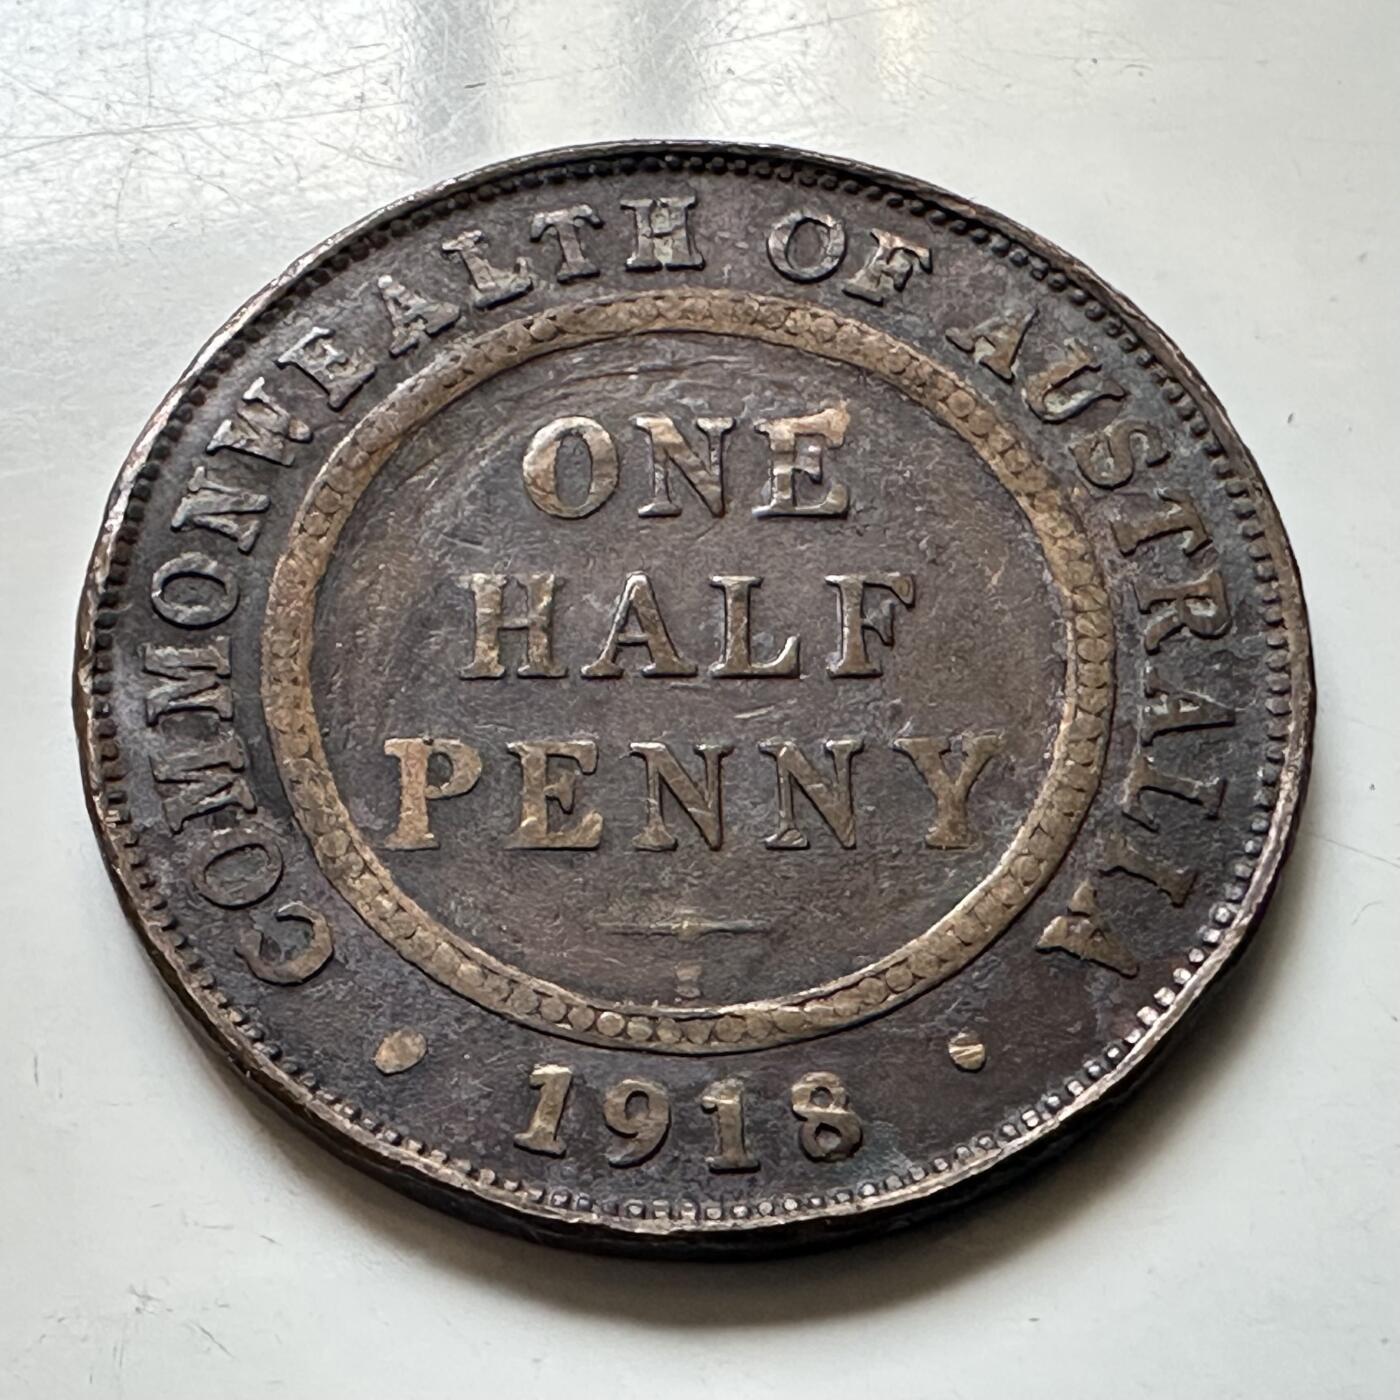 COMMONWEALTH OF AUSTRALIA
ONE
HALF
PENNY
I
· 1918 ·